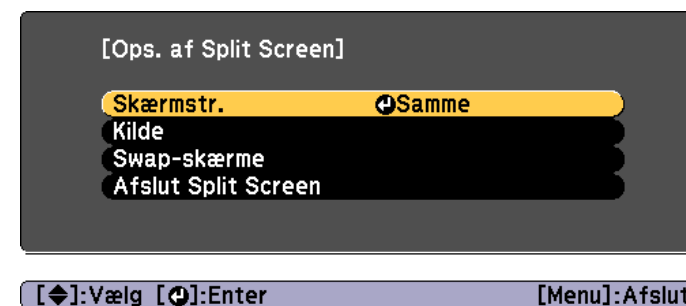 [Ops. af Split Screen]
Skærmstr. Samme
Kilde
Swap-skærme
Afslut Split Screen
[◆]:Vælg [↵]:Enter [Menu]:Afslut